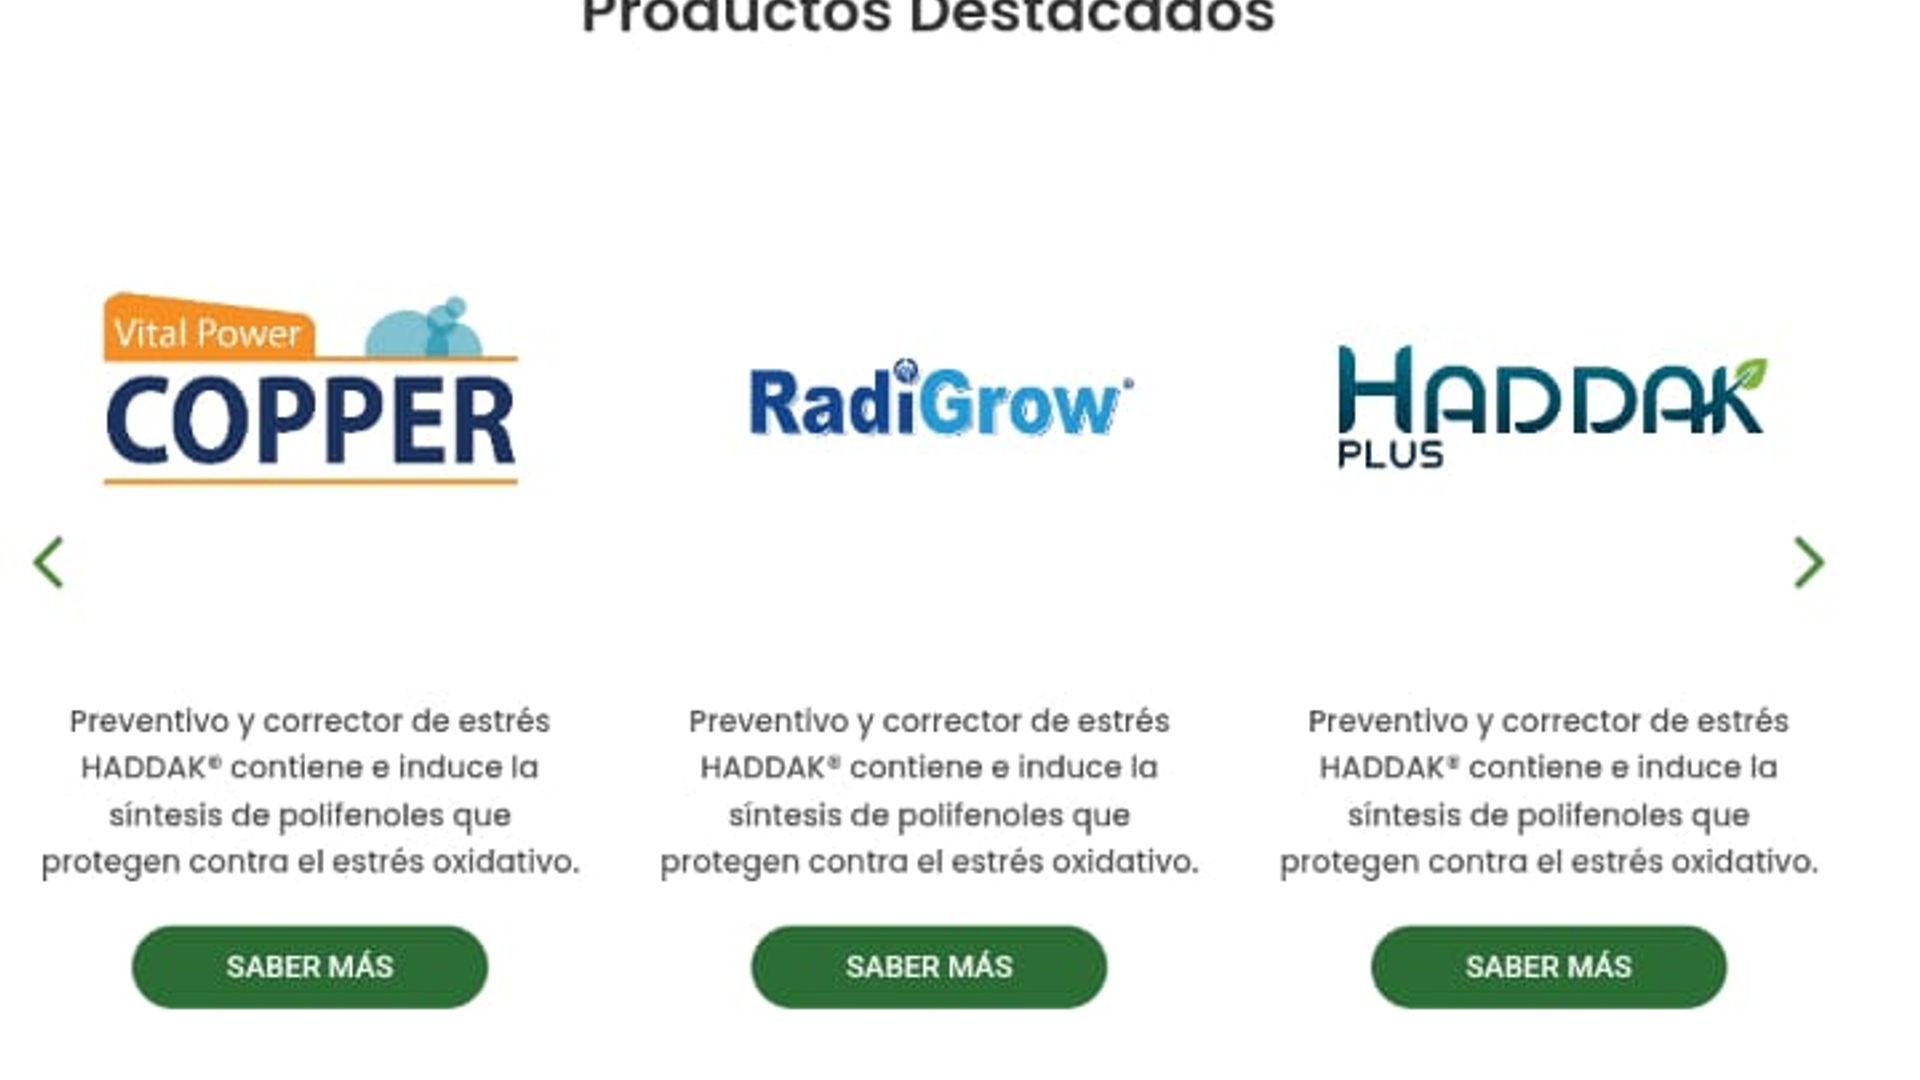 Productos Destacados
Vital Power
COPPER
RadiGrow®
HADDAK
PLUS
Preventivo y corrector de estrés
HADDAK® contiene e induce la
síntesis de polifenoles que
protegen contra el estrés oxidativo.
SABER MÁS
Preventivo y corrector de estrés
HADDAK® contiene e induce la
síntesis de polifenoles que
protegen contra el estrés oxidativo.
SABER MÁS
Preventivo y corrector de estrés
HADDAK® contiene e induce la
síntesis de polifenoles que
protegen contra el estrés oxidativo.
SABER MÁS